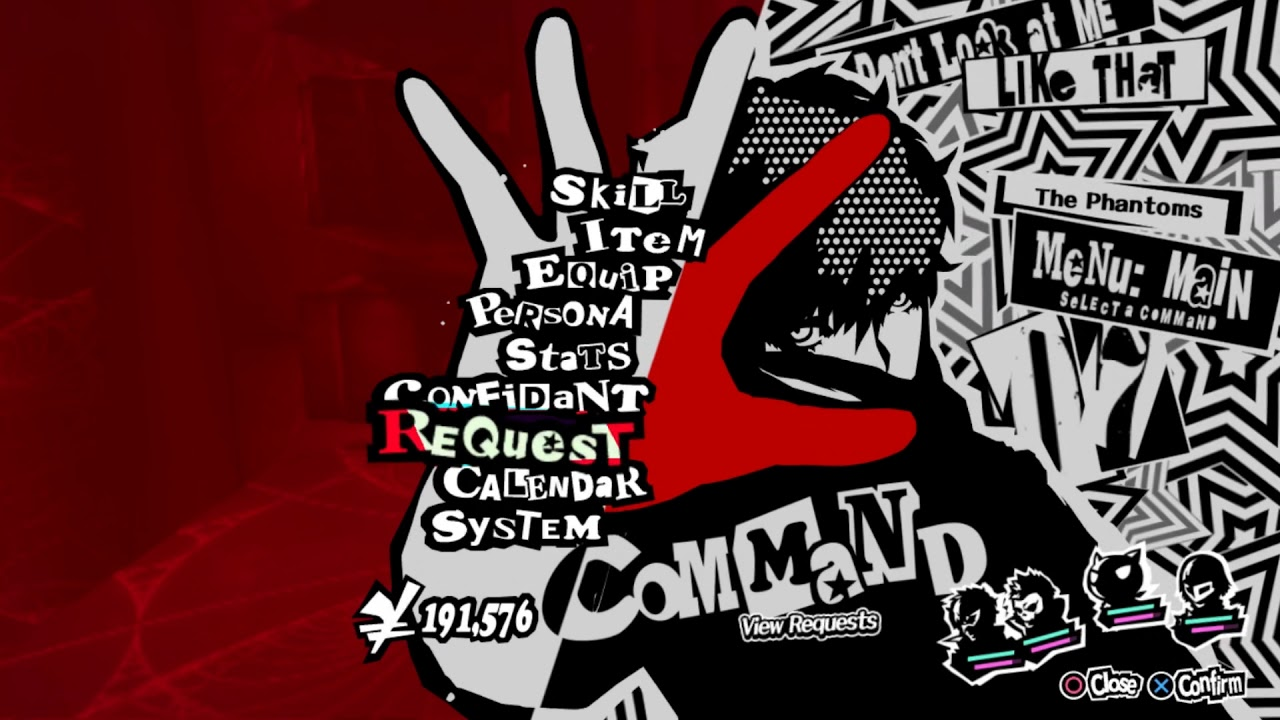 Don't Look at ME
LIKe THaT
The Phantoms
MeNu: MaiN
SeLECT a CoMMaND
SkiLL
ITeM
EQuiP
PeRSONA
StaTS
CONFiDaNT
ReQuesT
CALENDaR
SySTEM
¥ 191,576
CoMMaND
View Requests
Close
Confirm